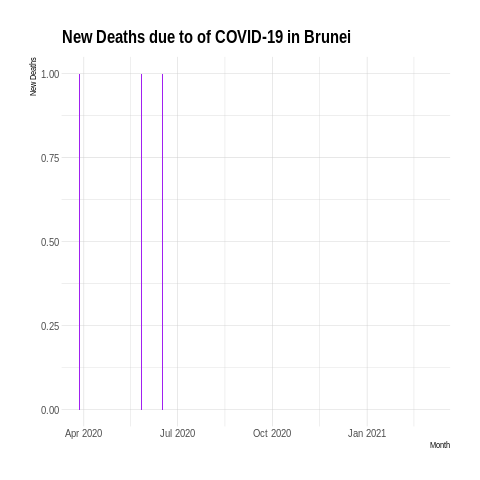 New Deaths due to of COVID-19 in Brunei
New Deaths
1.00
0.75
0.50
0.25
0.00
Apr 2020 Jul 2020 Oct 2020 Jan 2021
Month